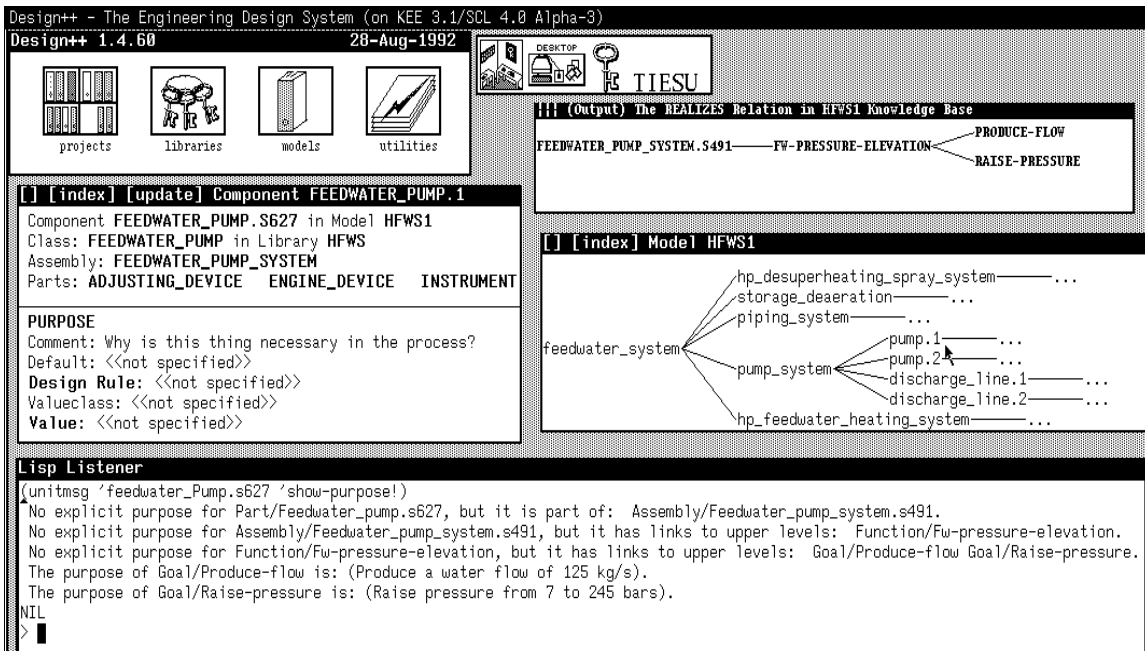 Design++ - The Engineering Design System (on KEE 3.1/SCL 4.0 Alpha-3)
Design++ 1.4.60 28-Aug-1992
projects libraries models utilities
DESKTOP
TIESU
(Output) The REALIZES Relation in HFWS1 Knowledge Base
PRODUCE-FLOW
FEEDWATER_PUMP_SYSTEM.S491 FW-PRESSURE-ELEVATION
RAISE-PRESSURE
[] [index] [update] Component FEEDWATER_PUMP.1
Component FEEDWATER_PUMP.S627 in Model HFWS1
Class: FEEDWATER_PUMP in Library HFWS
Assembly: FEEDWATER_PUMP_SYSTEM
Parts: ADJUSTING_DEVICE ENGINE_DEVICE INSTRUMENT
PURPOSE
Comment: Why is this thing necessary in the process?
Default: <<not specified>>
Design Rule: <<not specified>>
Valueclass: <<not specified>>
Value: <<not specified>>
[] [index] Model HFWS1
hp_desuperheating_spray_system ...
storage_deaeration ...
piping_system ...
pump.1 ...
feedwater_system
pump.2 ...
pump_system
discharge_line.1 ...
discharge_line.2 ...
hp_feedwater_heating_system ...
Lisp Listener
(unitmsg 'feedwater_Pump.s627 'show-purpose!)
No explicit purpose for Part/Feedwater_pump.s627, but it is part of: Assembly/Feedwater_pump_system.s491.
No explicit purpose for Assembly/Feedwater_pump_system.s491, but it has links to upper levels: Function/Fw-pressure-elevation.
No explicit purpose for Function/Fw-pressure-elevation, but it has links to upper levels: Goal/Produce-flow Goal/Raise-pressure.
The purpose of Goal/Produce-flow is: (Produce a water flow of 125 kg/s).
The purpose of Goal/Raise-pressure is: (Raise pressure from 7 to 245 bars).
NIL
>